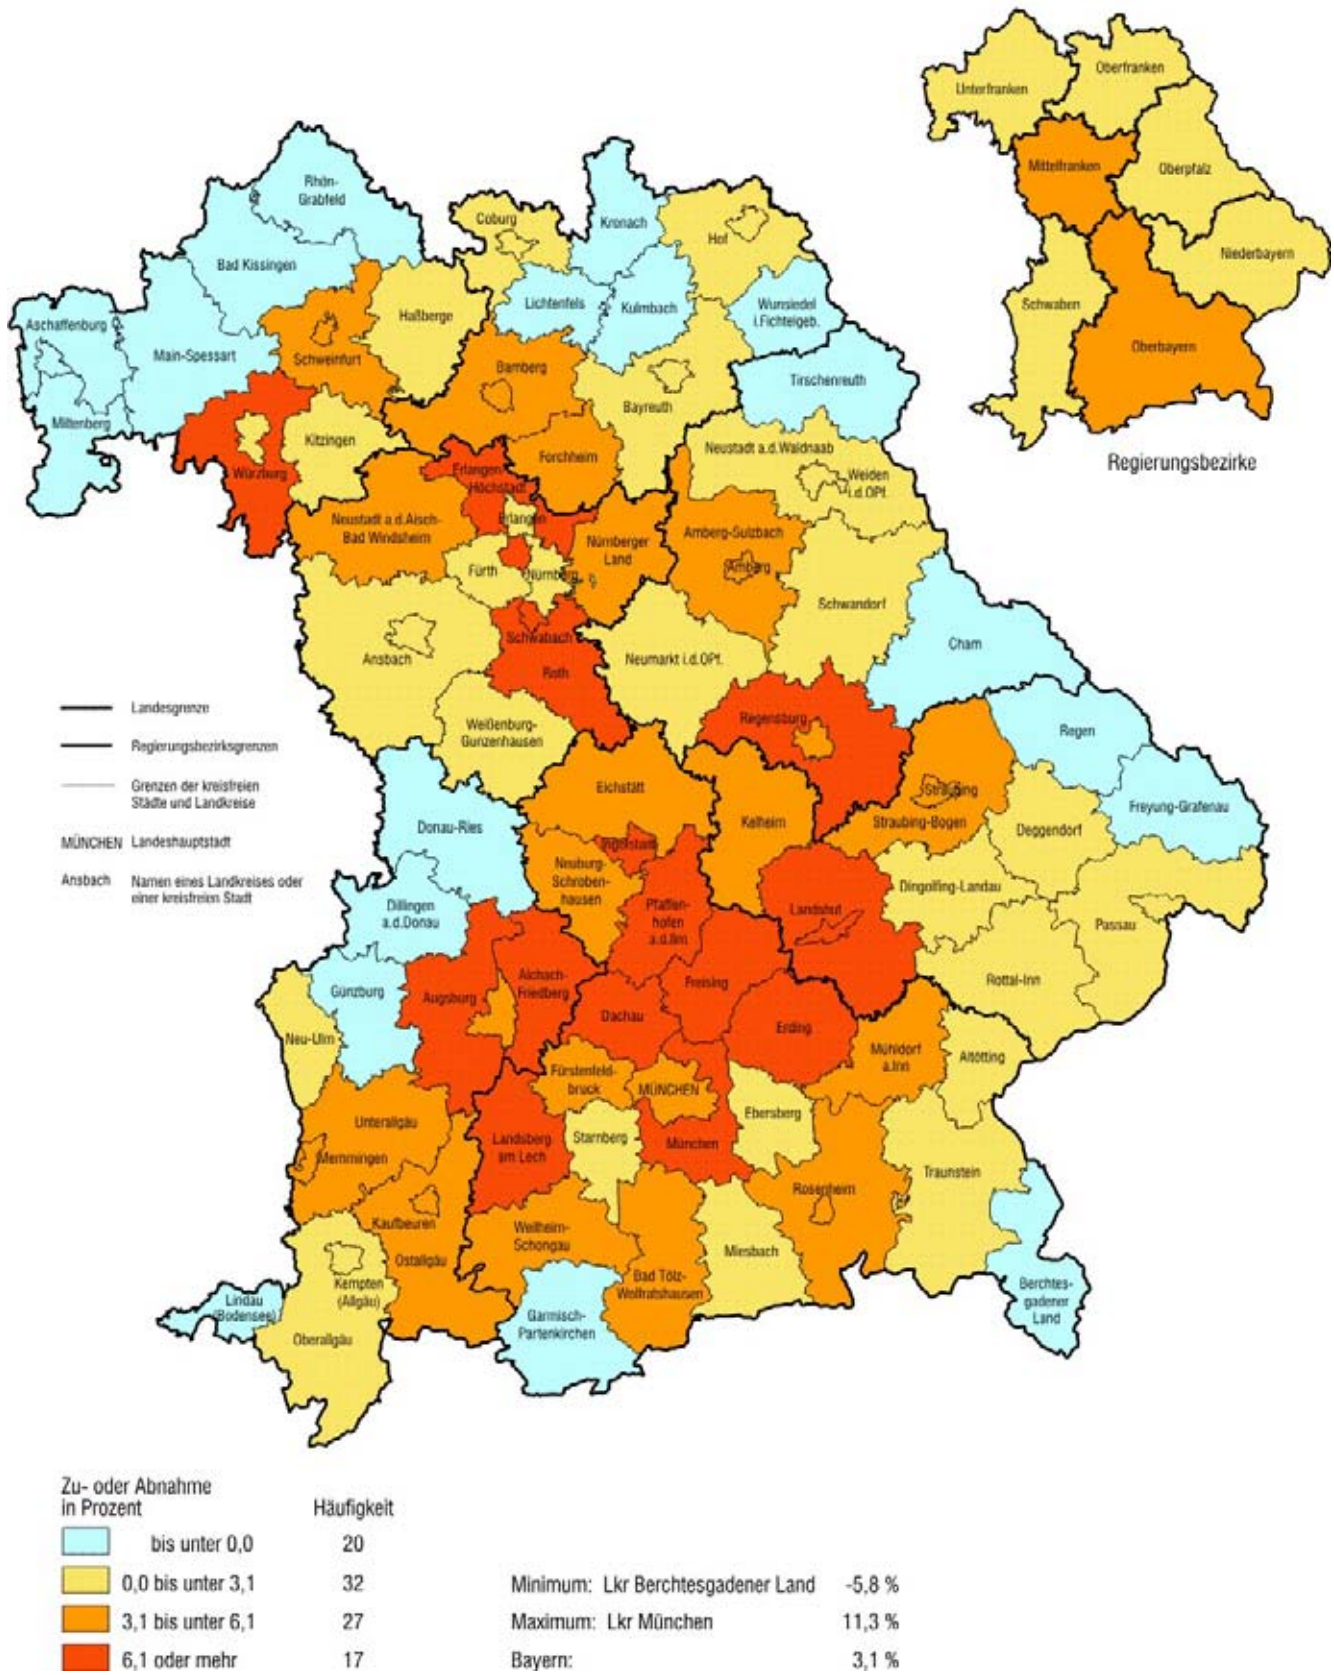 Unterfranken
Oberfranken
Mittelfranken
Oberpfalz
Niederbayern
Schwaben
Oberbayern
Regierungsbezirke
Rhön-
Grabfeld
Bad Kissingen
Coburg
Kronach
Hof
Lichtenfels
Kulmbach
Wunsiedel
i.Fichtelgeb.
Aschaffenburg
Main-Spessart
Schweinfurt
Haßberge
Bamberg
Bayreuth
Tirschenreuth
Miltenberg
Würzburg
Kitzingen
Forchheim
Neustadt a.d.Waldnaab
Weiden
i.d.OPf.
Erlangen-
Höchstadt
Neustadt a.d.Aisch-
Bad Windsheim
Erlangen
Nürnberger
Land
Amberg-Sulzbach
Amberg
Fürth
Nürnberg
Schwandorf
Ansbach
Schwabach
Roth
Neumarkt i.d.OPf.
Cham
Weißenburg-
Gunzenhausen
Regensburg
Regen
Landesgrenze
Regierungsbezirksgrenzen
Grenzen der kreisfreien
Städte und Landkreise
MÜNCHEN Landeshauptstadt
Ansbach Namen eines Landkreises oder
einer kreisfreien Stadt
Eichstätt
Kelheim
Straubing
Straubing-Bogen
Deggendorf
Freyung-Grafenau
Donau-Ries
Ingolstadt
Neuburg-
Schroben-
hausen
Dillingen
a.d.Donau
Pfaffen-
hofen
a.d.Ilm
Landshut
Dingolfing-Landau
Passau
Rottal-Inn
Günzburg
Augsburg
Aichach-
Friedberg
Freising
Dachau
Erding
Neu-Ulm
Mühldorf
a.Inn
Altötting
Fürstenfeld-
bruck
MÜNCHEN
Ebersberg
Unterallgäu
Memmingen
Landsberg
am Lech
Starnberg
München
Rosenheim
Traunstein
Kaufbeuren
Ostallgäu
Weilheim-
Schongau
Bad Tölz-
Wolfratshausen
Miesbach
Kempten
(Allgäu)
Lindau
(Bodensee)
Oberallgäu
Garmisch-
Partenkirchen
Berchtes-
gadener
Land
Zu- oder Abnahme
in Prozent Häufigkeit
bis unter 0,0 20
0,0 bis unter 3,1 32 Minimum: Lkr Berchtesgadener Land -5,8 %
3,1 bis unter 6,1 27 Maximum: Lkr München 11,3 %
6,1 oder mehr 17 Bayern: 3,1 %